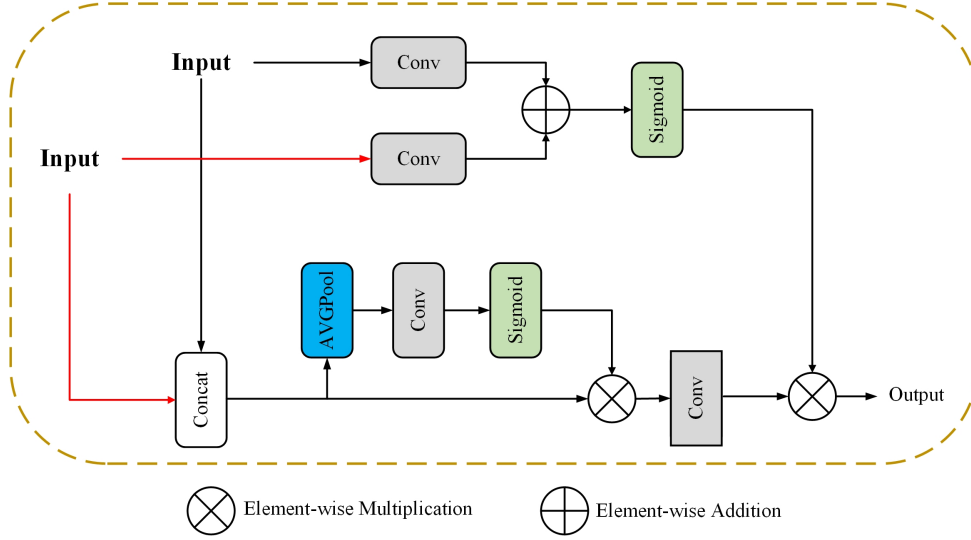 Input
Conv
Sigmoid
Input
Conv
AVGPool
Conv
Sigmoid
Concat
Conv
Output
Element-wise Multiplication
Element-wise Addition